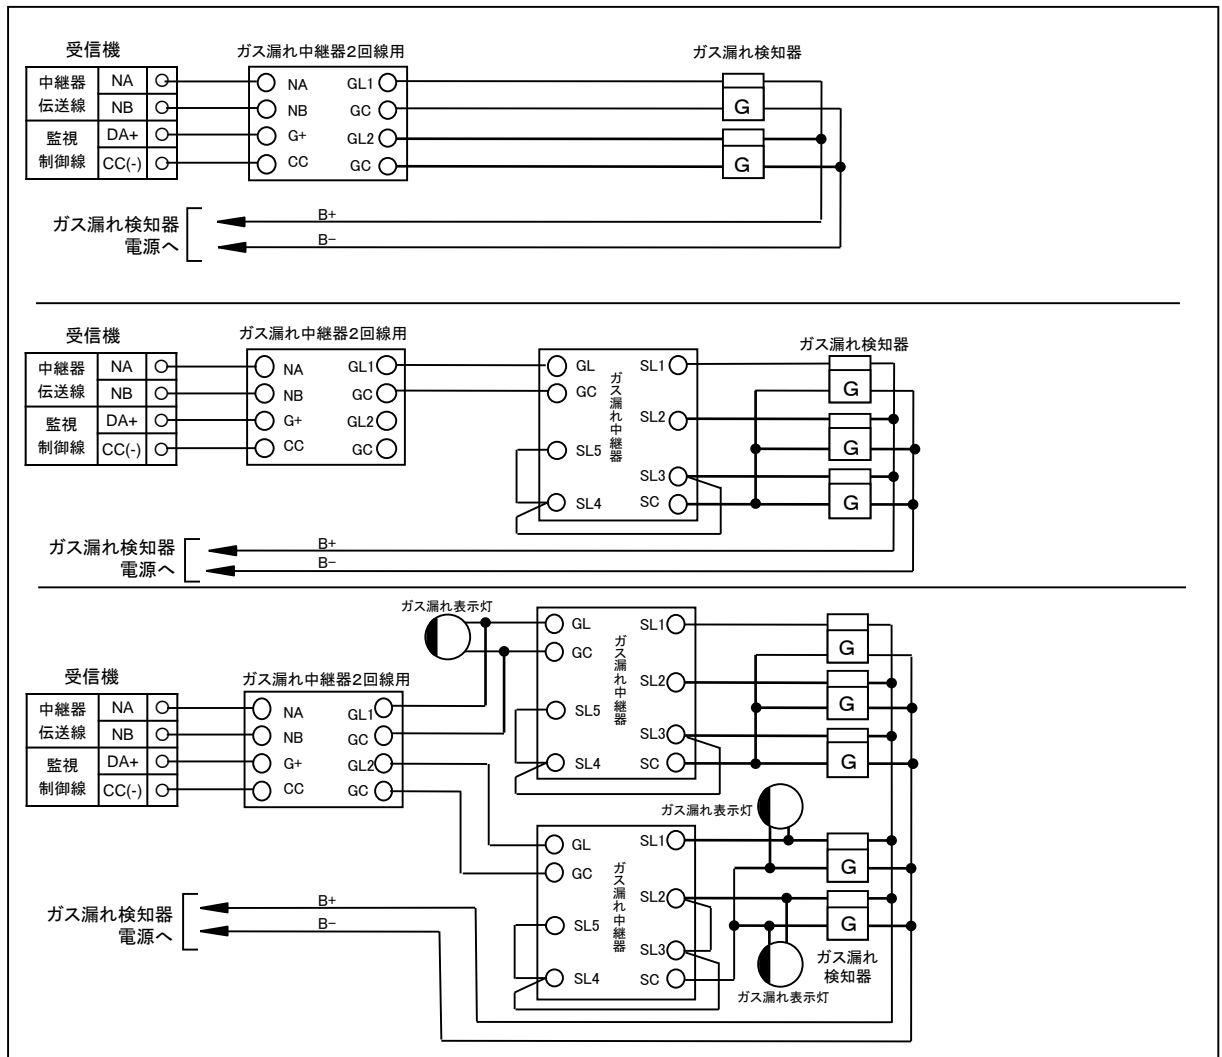 受信機
ガス漏れ中継器2回線用
ガス漏れ検知器
中継器
伝送線
NA
NB
監視
制御線
DA+
CC(-)
NA
NB
G+
CC
GL1
GC
GL2
GC
G
G
ガス漏れ検知器
電源へ
B+
B-
受信機
ガス漏れ中継器2回線用
ガス漏れ検知器
中継器
伝送線
NA
NB
監視
制御線
DA+
CC(-)
NA
NB
G+
CC
GL1
GC
GL2
GC
GL
GC
SL5
SL4
ガス漏れ中継器
SL1
SL2
SL3
SC
G
G
G
ガス漏れ検知器
電源へ
B+
B-
ガス漏れ表示灯
受信機
ガス漏れ中継器2回線用
中継器
伝送線
NA
NB
監視
制御線
DA+
CC(-)
NA
NB
G+
CC
GL1
GC
GL2
GC
GL
GC
SL5
SL4
ガス漏れ中継器
SL1
SL2
SL3
SC
G
G
G
ガス漏れ表示灯
GL
GC
SL5
SL4
ガス漏れ中継器
SL1
SL2
SL3
SC
G
G
ガス漏れ
検知器
ガス漏れ表示灯
ガス漏れ検知器
電源へ
B+
B-